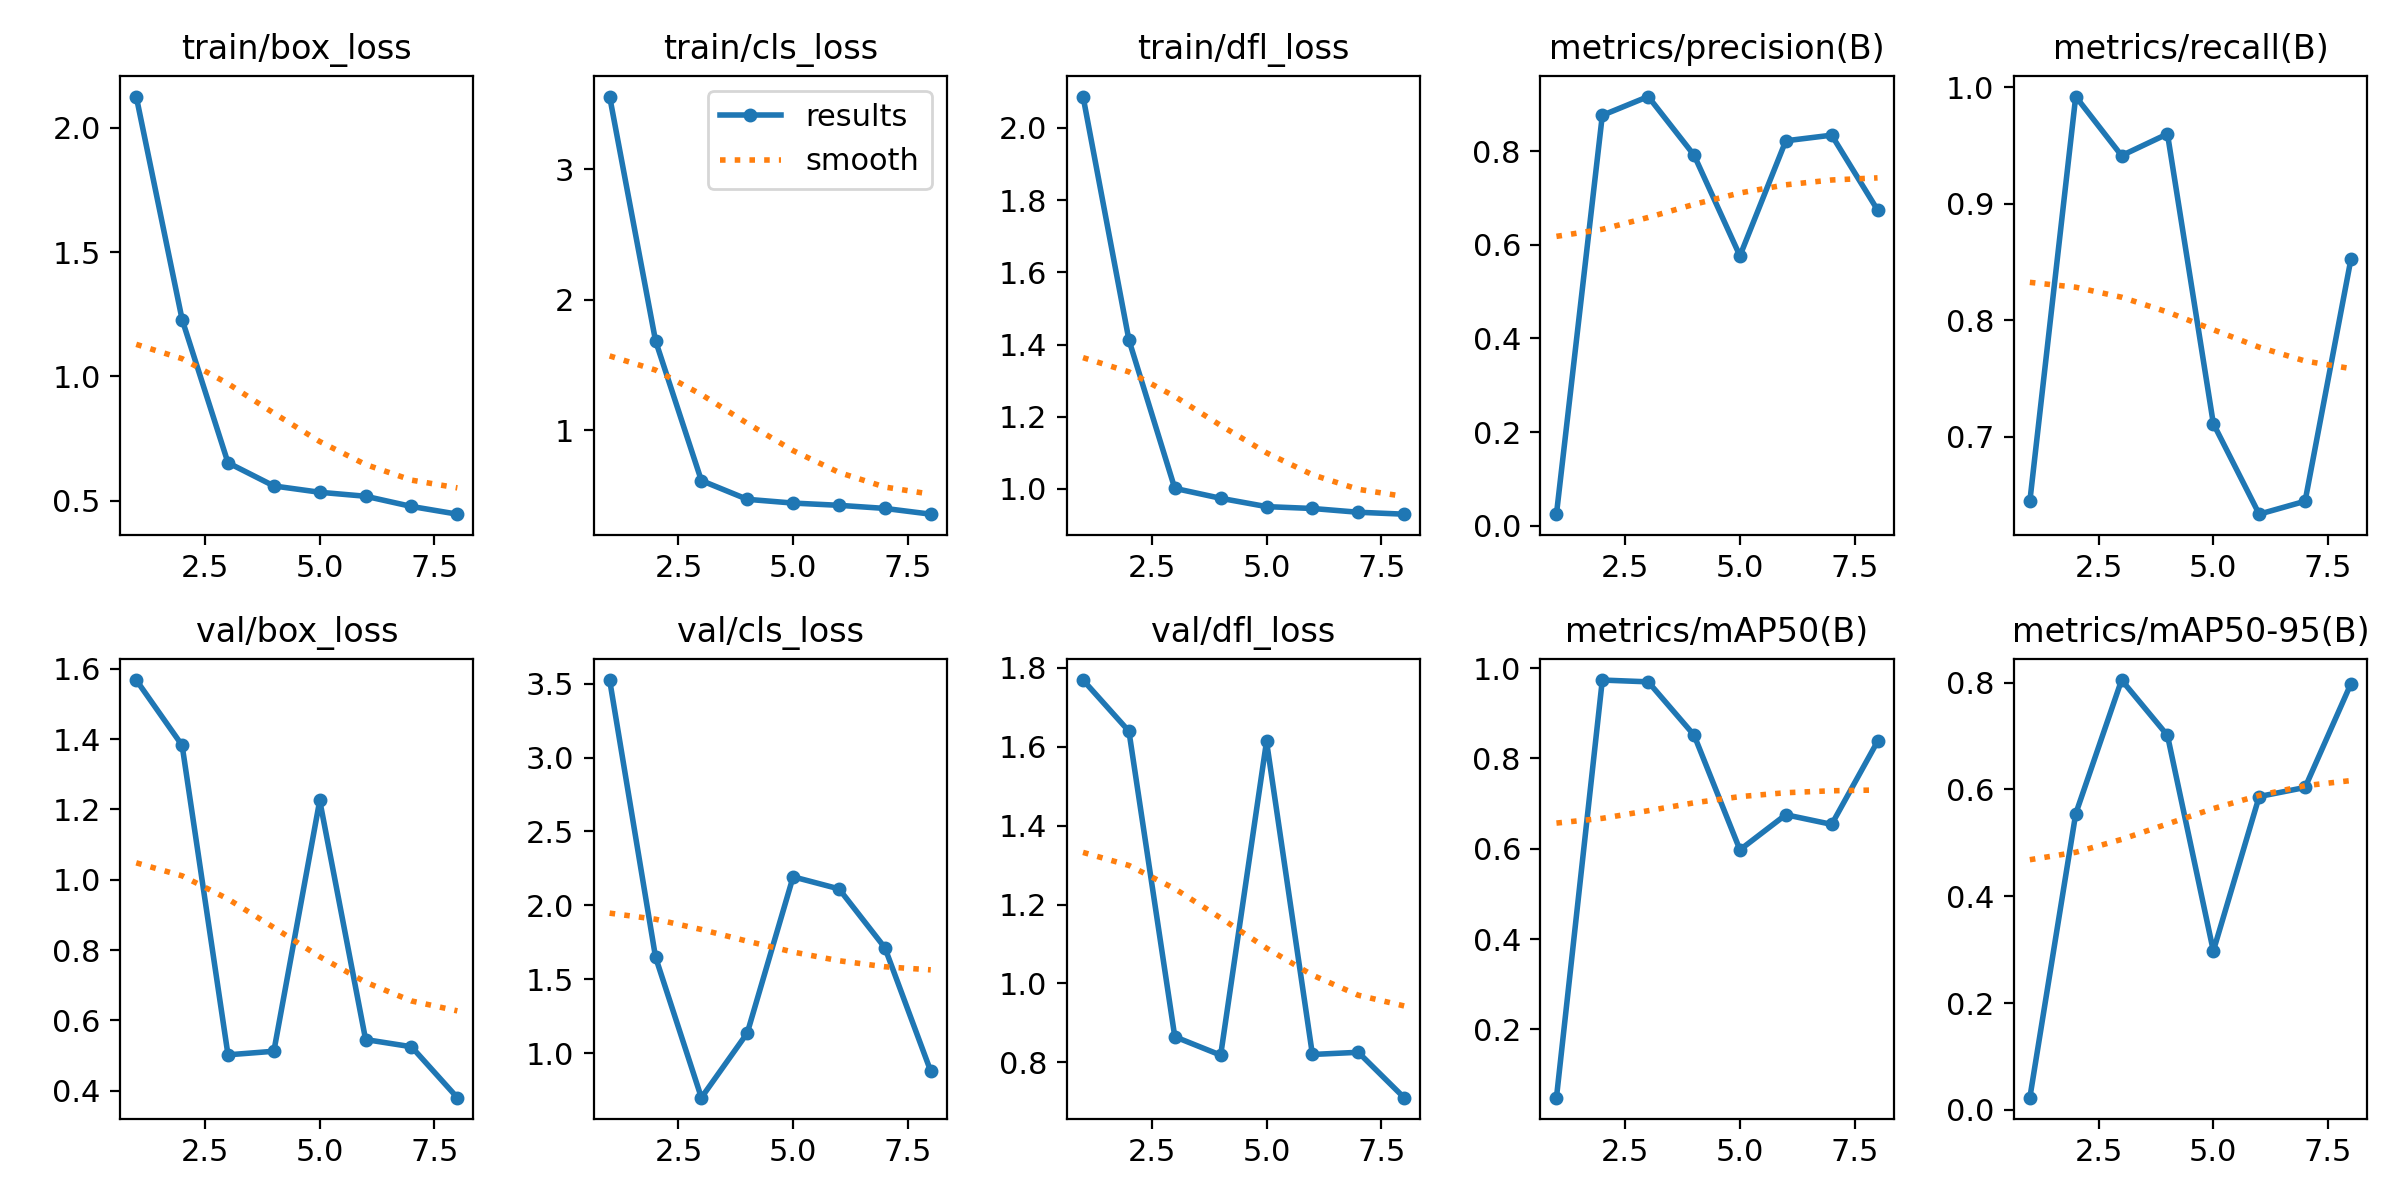 train/box_loss
2.0
1.5
1.0
0.5
2.5 5.0 7.5
train/cls_loss
results
smooth
3
2
1
2.5 5.0 7.5
train/dfl_loss
2.0
1.8
1.6
1.4
1.2
1.0
2.5 5.0 7.5
metrics/precision(B)
0.8
0.6
0.4
0.2
0.0
2.5 5.0 7.5
metrics/recall(B)
1.0
0.9
0.8
0.7
2.5 5.0 7.5
val/box_loss
1.6
1.4
1.2
1.0
0.8
0.6
0.4
2.5 5.0 7.5
val/cls_loss
3.5
3.0
2.5
2.0
1.5
1.0
2.5 5.0 7.5
val/dfl_loss
1.8
1.6
1.4
1.2
1.0
0.8
2.5 5.0 7.5
metrics/mAP50(B)
1.0
0.8
0.6
0.4
0.2
2.5 5.0 7.5
metrics/mAP50-95(B)
0.8
0.6
0.4
0.2
0.0
2.5 5.0 7.5